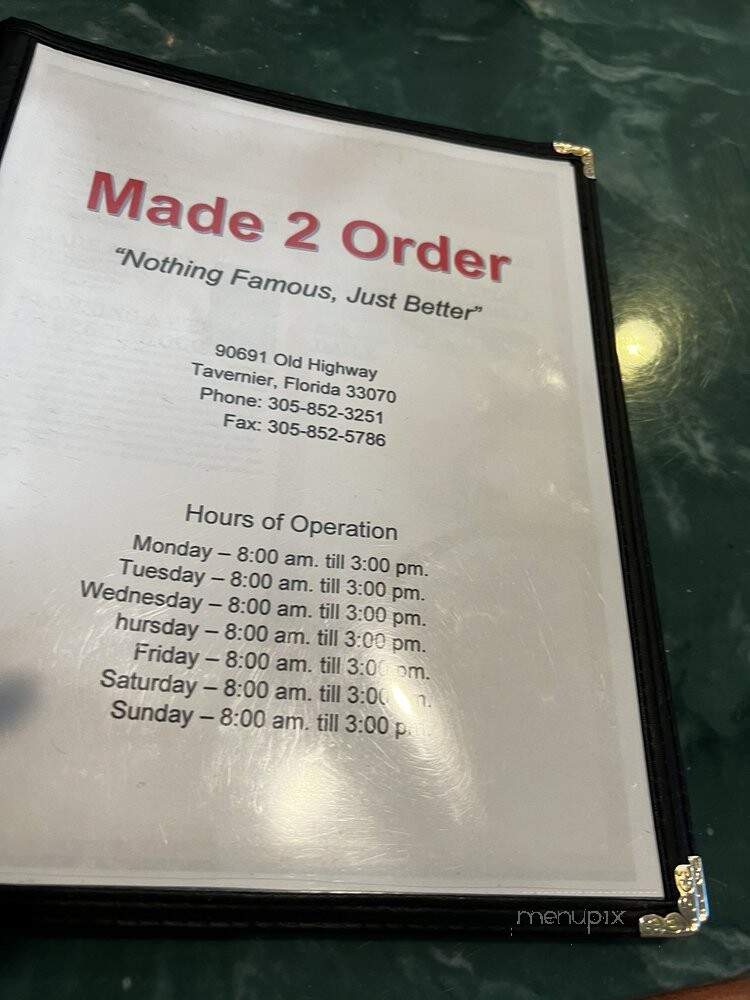 Made 2 Order
“Nothing Famous, Just Better”
90691 Old Highway
Tavernier, Florida 33070
Phone: 305-852-3251
Fax: 305-852-5786
Hours of Operation
Monday – 8:00 am. till 3:00 pm.
Tuesday – 8:00 am. till 3:00 pm.
Wednesday – 8:00 am. till 3:00 pm.
hursday – 8:00 am. till 3:00 pm.
Friday – 8:00 am. till 3:00 pm.
Saturday – 8:00 am. till 3:00
Sunday – 8:00 am. till 3:00
menupix